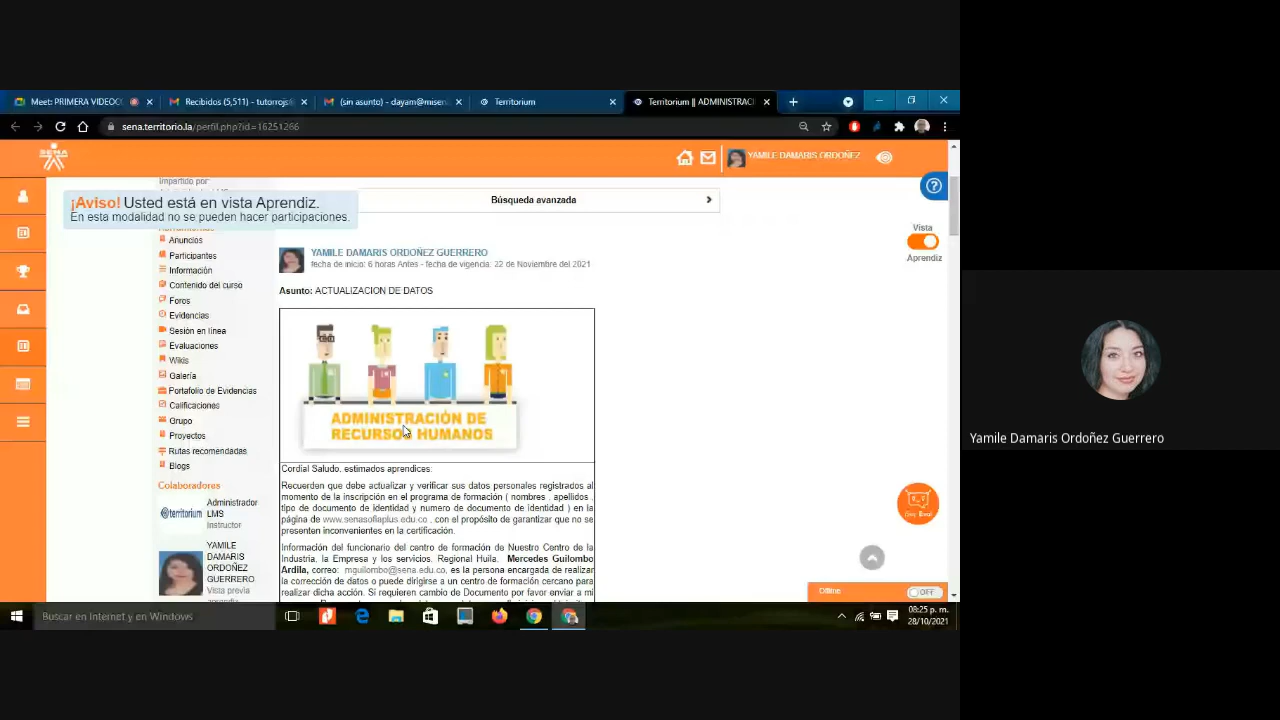 Meet: PRIMERA VIDEOC
Recibidos (5,511) - tutorrojs
(sin asunto) - dayam@misen
Territorium
Territorium || ADMINISTRAC
sena.territorio.la/perfil.php?id=16251266
SENA
YAMILE DAMARIS ORDOÑEZ
Impartido por:
¡Aviso! Usted está en vista Aprendiz.
En esta modalidad no se pueden hacer participaciones.
Búsqueda avanzada
Vista
Aprendiz
Anuncios
Participantes
Información
Contenido del curso
Foros
Evidencias
Sesión en línea
Evaluaciones
Wikis
Galería
Portafolio de Evidencias
Calificaciones
Grupo
Proyectos
Rutas recomendadas
Blogs
Colaboradores
territorium
Administrador
LMS
Instructor
YAMILE
DAMARIS
ORDOÑEZ
GUERRERO
Vista previa
YAMILE DAMARIS ORDOÑEZ GUERRERO
fecha de inicio: 6 horas Antes - fecha de vigencia: 22 de Noviembre del 2021
Asunto: ACTUALIZACION DE DATOS
ADMINISTRACIÓN DE
RECURSOS HUMANOS
Cordial Saludo, estimados aprendices:
Recuerden que debe actualizar y verificar sus datos personales registrados al
momento de la inscripción en el programa de formación ( nombres , apellidos ,
tipo de documento de identidad y numero de documento de identidad ) en la
página de www.senasofiaplus.edu.co , con el propósito de garantizar que no se
presenten inconvenientes en la certificación.
Información del funcionario del centro de formación de Nuestro Centro de la
Industria, la Empresa y los servicios, Regional Huila. Mercedes Guilombo
Ardila, correo: mguilombo@sena.edu.co, es la persona encargada de realizar
la corrección de datos o puede dirigirse a un centro de formación cercano para
realizar dicha acción. Si requieren cambio de Documento por favor enviar a mi
Offline
OFF
Buscar en Internet y en Windows
08:25 p. m.
28/10/2021
Yamile Damaris Ordoñez Guerrero